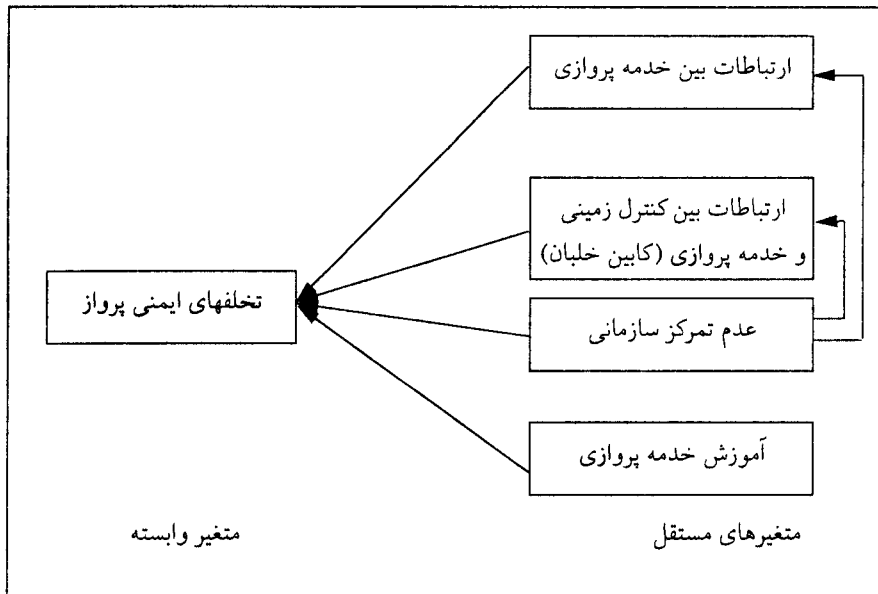 ارتباطات بین خدمه پروازی
ارتباطات بین کنترل زمینی
و خدمه پروازی (کابین خلبان)
عدم تمرکز سازمانی
آموزش خدمه پروازی
متغیرهای مستقل
تخلفهای ایمنی پرواز
متغیر وابسته